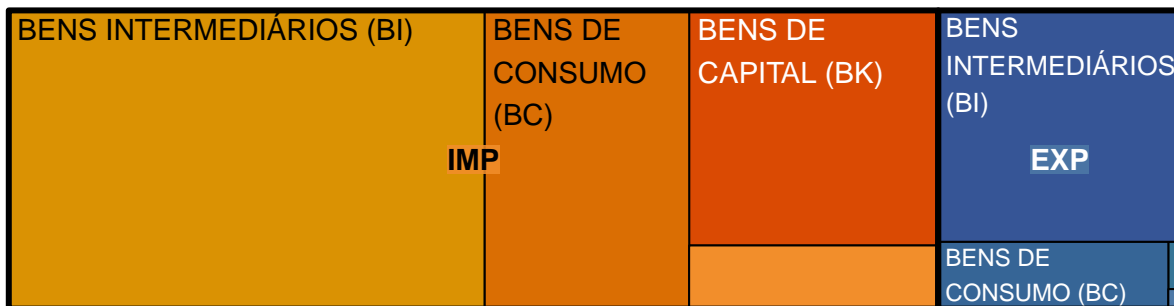 BENS INTERMEDIÁRIOS (BI)
BENS DE
CONSUMO
(BC)
BENS DE
CAPITAL (BK)
IMP
BENS
INTERMEDIÁRIOS
(BI)
EXP
BENS DE
CONSUMO (BC)